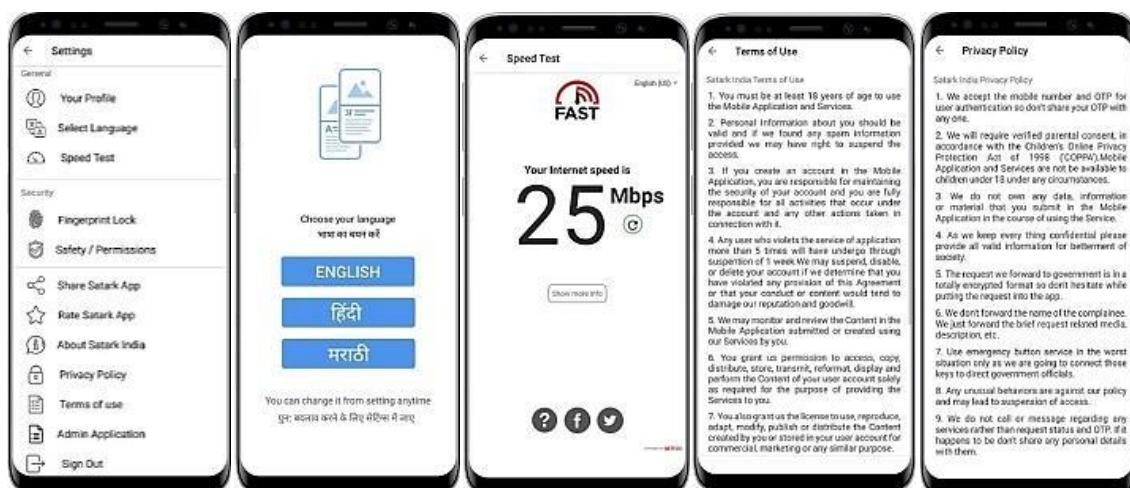 Settings
General
Your Profile
Select Language
Speed Test
Security
Fingerprint Lock
Safety / Permissions
Share Satark App
Rate Satark App
About Satark India
Privacy Policy
Terms of use
Admin Application
Sign Out
Choose your language
भाषा का चयन करें
ENGLISH
हिंदी
मराठी
You can change it from setting anytime
पुन: बदलाव करने के लिए सेटिंग्स में जाए
Speed Test
English (US)
FAST
Your Internet speed is
25 Mbps
Show more info
Terms of Use
Satark India Terms of Use
1. You must be at least 18 years of age to use
the Mobile Application and Services.
2. Personal Information about you should be
valid and if we found any spam information
provided we may have right to suspend the
access.
3. If you create an account in the Mobile
Application, you are responsible for maintaining
the security of your account and you are fully
responsible for all activities that occur under
the account and any other actions taken in
connection with it.
4. Any user who violets the service of application
more than 5 times will have undergo through
suspention of 1 week.We may suspend, disable,
or delete your account if we determine that you
have violated any provision of this Agreement
or that your conduct or content would tend to
damage our reputation and goodwill.
5. We may monitor and review the Content in the
Mobile Application submitted or created using
our Services by you.
6. You grant us permission to access, copy,
distribute, store, transmit, reformat, display and
perform the Content of your user account solely
as required for the purpose of providing the
Services to you.
7. You also grant us the license to use, reproduce,
adapt, modify, publish or distribute the Content
created by you or stored in your user account for
commercial, marketing or any similar purpose.
Privacy Policy
Satark India Privacy Policy
1. We accept the mobile number and OTP for
user authentication so don't share your OTP with
any one.
2. We will require verified parental consent, in
accordance with the Children's Online Privacy
Protection Act of 1998 ('COPPA').Mobile
Application and Services are not be available to
children under 13 under any circumstances.
3. We do not own any data, information
or material that you submit in the Mobile
Application in the course of using the Service.
4. As we keep every thing confidential please
provide all valid information for betterment of
society.
5. The request we forward to government is in a
totally encrypted format so don't hesitate while
putting the request into the app.
6. We don't forward the name of the complainee.
We just forward the brief request related media,
description, etc.
7. Use emergency button service in the worst
situation only as we are going to connect those
keys to direct government officials.
8. Any unusual behaviors are against our policy
and may lead to suspension of access.
9. We do not call or message regarding any
services rather than request status and OTP. If it
happens to be don't share any personal details
with them.